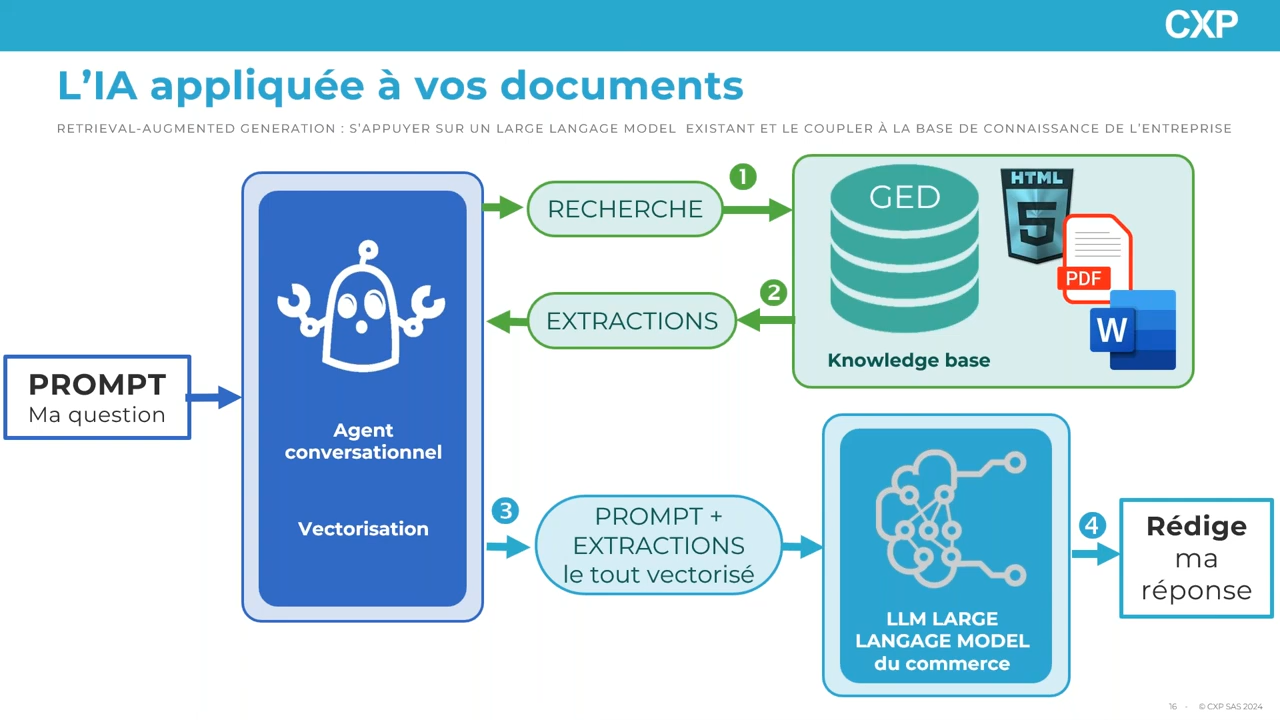 CXP
L'IA appliquée à vos documents
RETRIEVAL-AUGMENTED GENERATION : S'APPUYER SUR UN LARGE LANGAGE MODEL EXISTANT ET LE COUPLER À LA BASE DE CONNAISSANCE DE L'ENTREPRISE
PROMPT
Ma question
Agent
conversationnel
Vectorisation
RECHERCHE
1
EXTRACTIONS
2
GED
HTML
5
PDF
W
Knowledge base
3
PROMPT +
EXTRACTIONS
le tout vectorisé
LLM LARGE
LANGAGE MODEL
du commerce
4
Rédige
ma
réponse
16 - © CXP SAS 2024